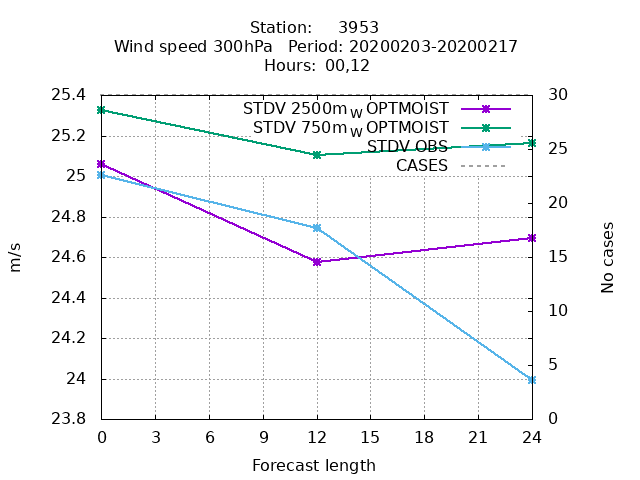 Station: 3953
Wind speed 300hPa Period: 20200203-20200217
Hours: 00,12
STDV 2500m_W OPTMOIST
STDV 750m_W OPTMOIST
STDV OBS
CASES
25.4
25.2
25
24.8
24.6
24.4
24.2
24
23.8
m/s
30
25
20
15
10
5
0
No cases
0 3 6 9 12 15 18 21 24
Forecast length